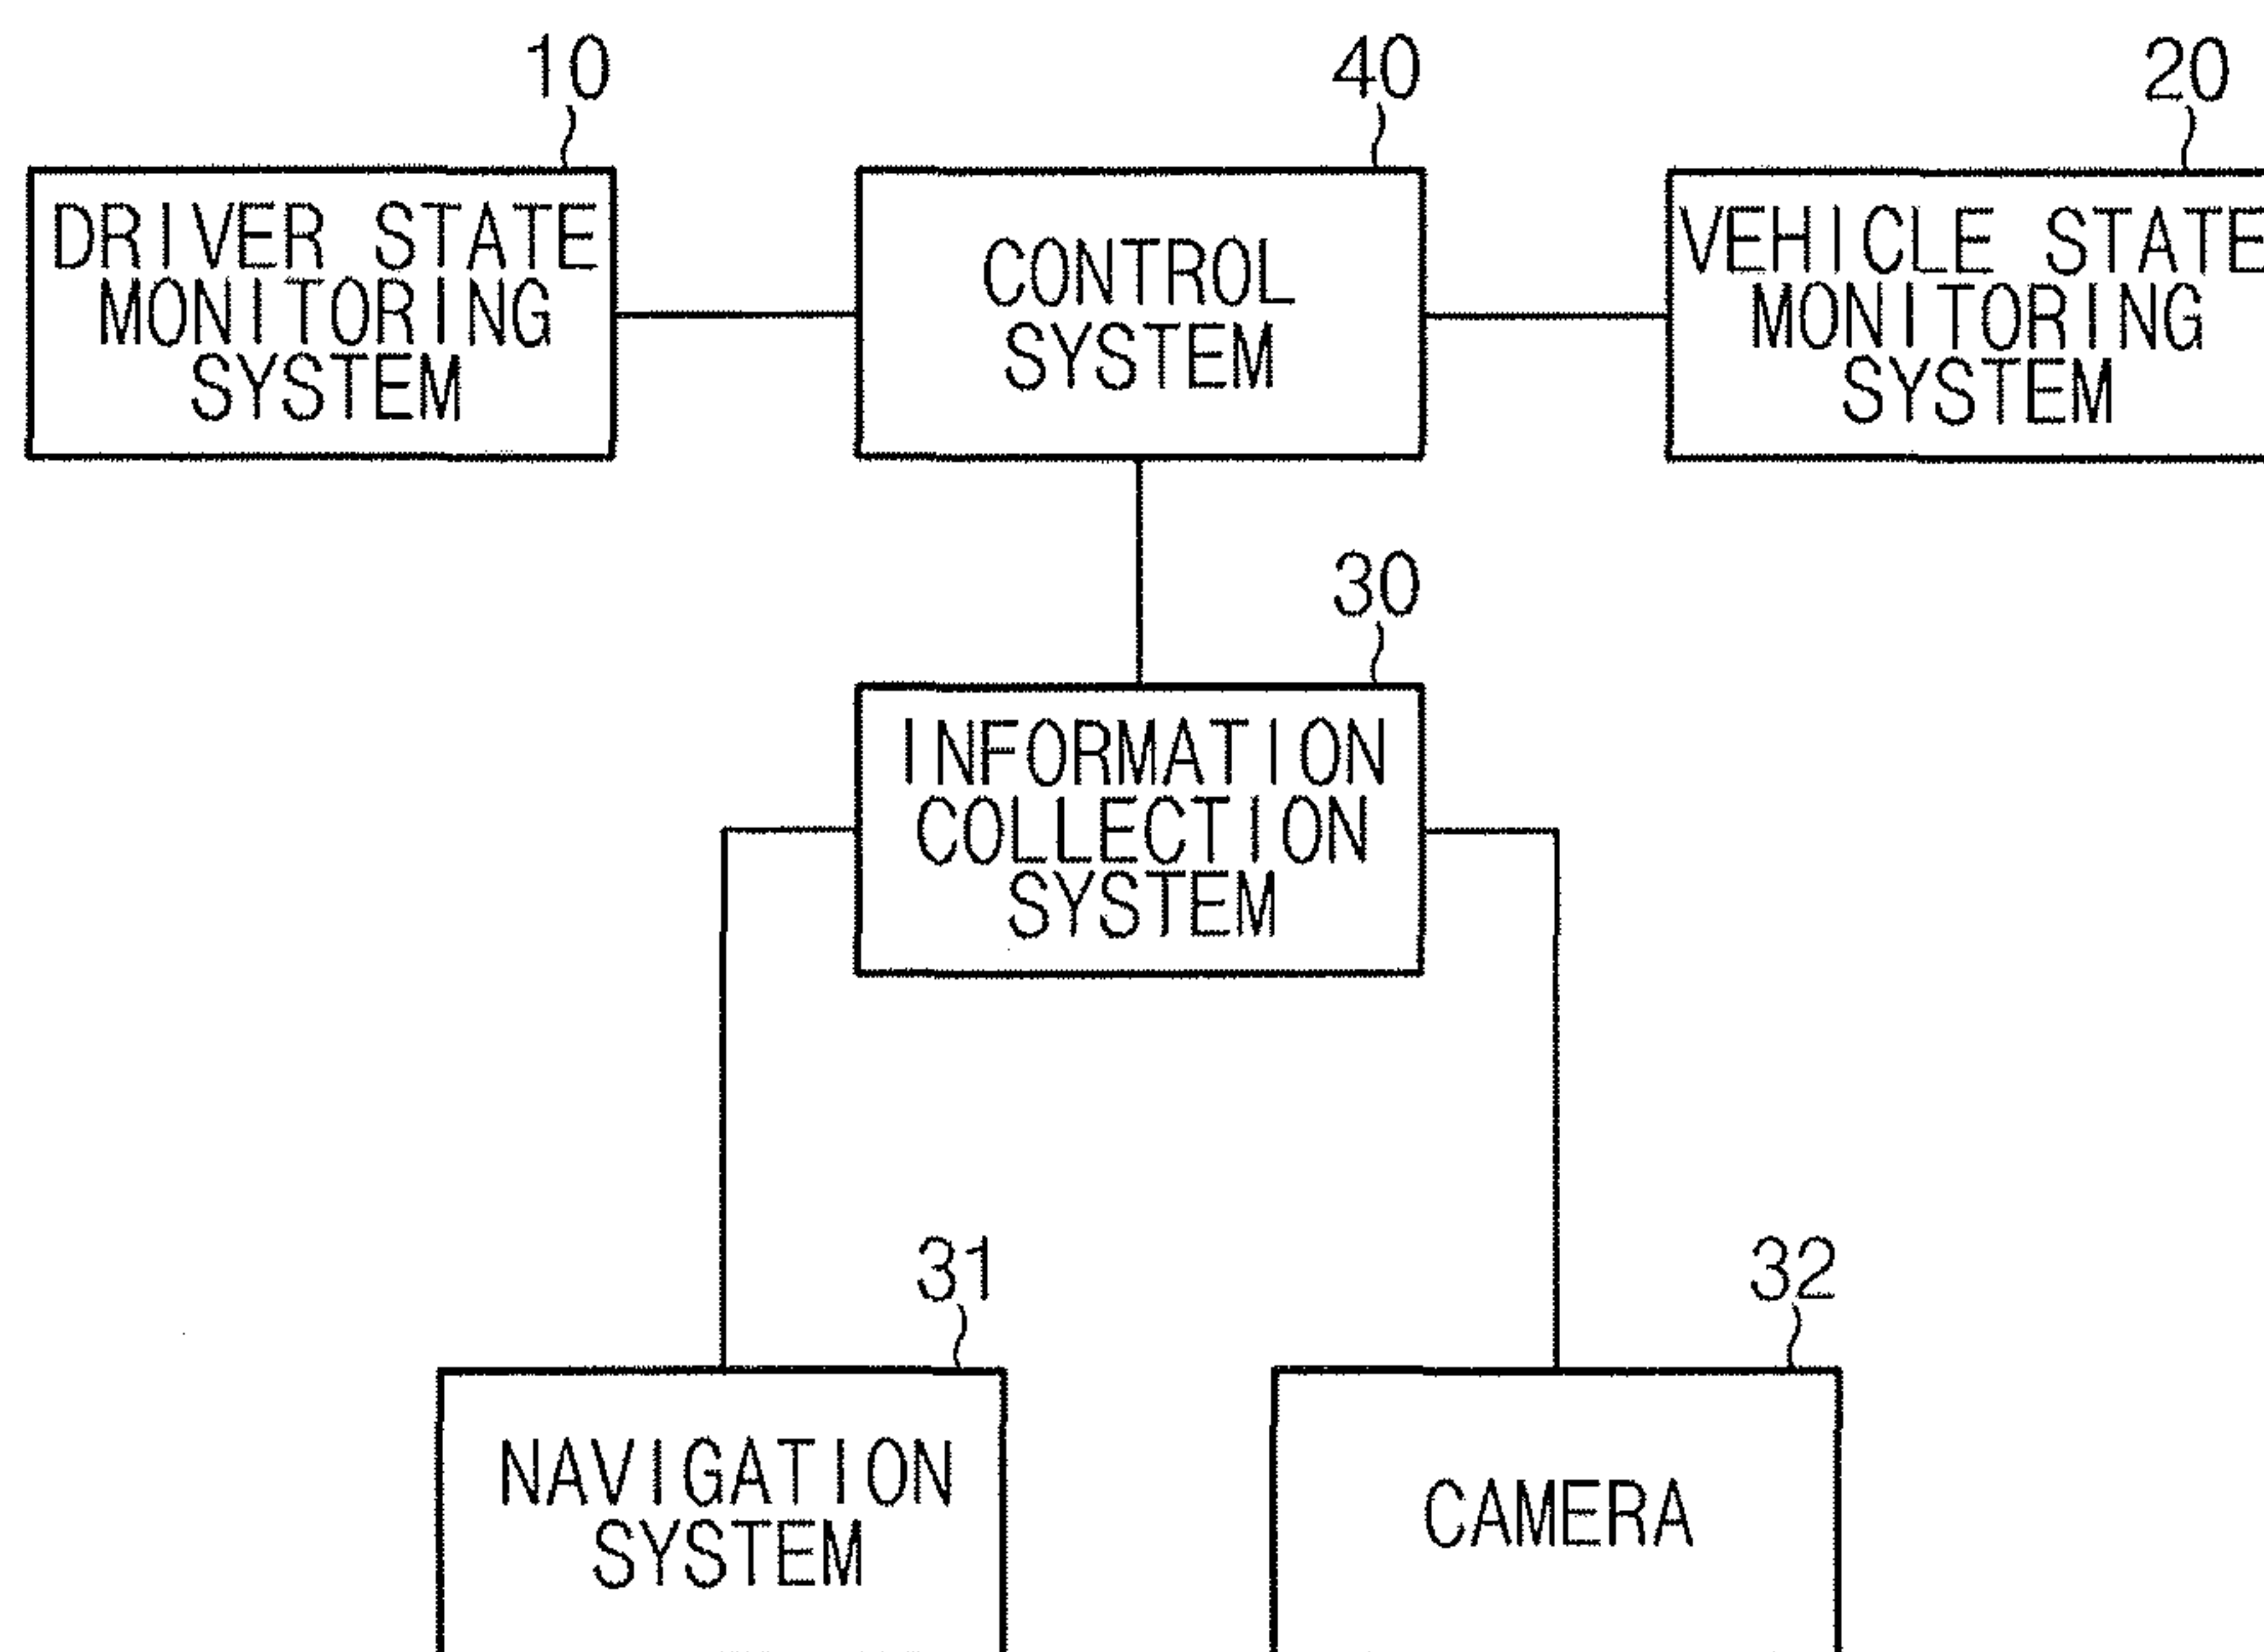 10
40
20
DRIVER STATE
MONITORING
SYSTEM
CONTROL
SYSTEM
VEHICLE STATE
MONITORING
SYSTEM
30
INFORMATION
COLLECTION
SYSTEM
31
32
NAVIGATION
SYSTEM
CAMERA